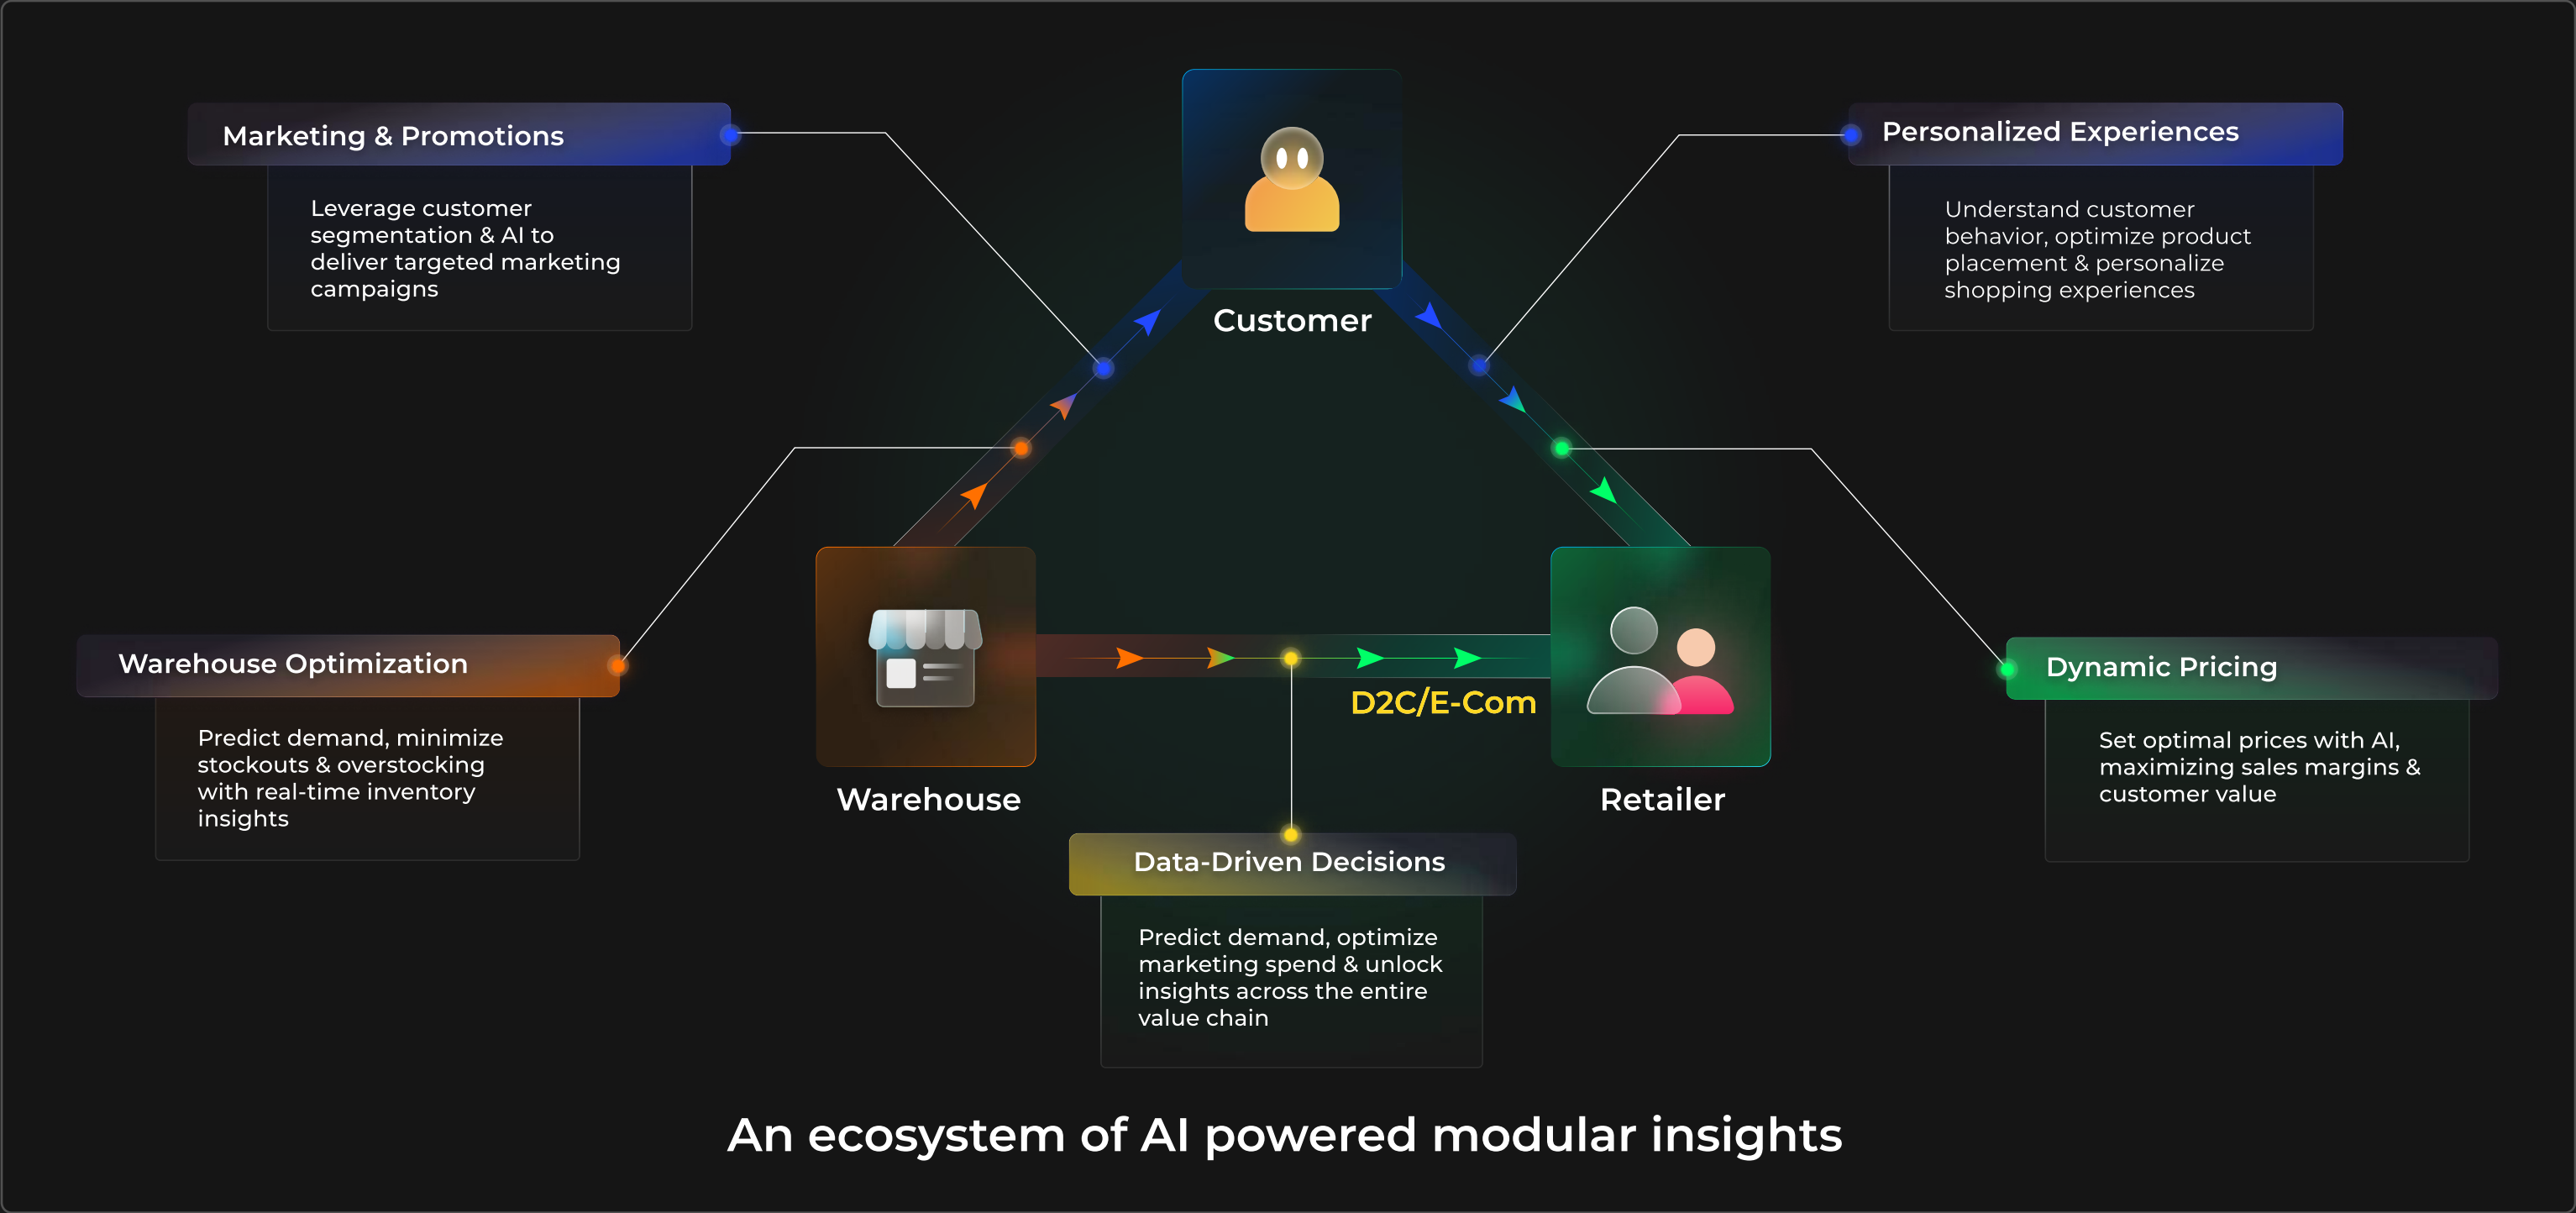 Marketing & Promotions
Leverage customer
segmentation & AI to
deliver targeted marketing
campaigns
Customer
Personalized Experiences
Understand customer
behavior, optimize product
placement & personalize
shopping experiences
Warehouse Optimization
Predict demand, minimize
stockouts & overstocking
with real-time inventory
insights
Warehouse
D2C/E-Com
Retailer
Dynamic Pricing
Set optimal prices with AI,
maximizing sales margins &
customer value
Data-Driven Decisions
Predict demand, optimize
marketing spend & unlock
insights across the entire
value chain
An ecosystem of AI powered modular insights